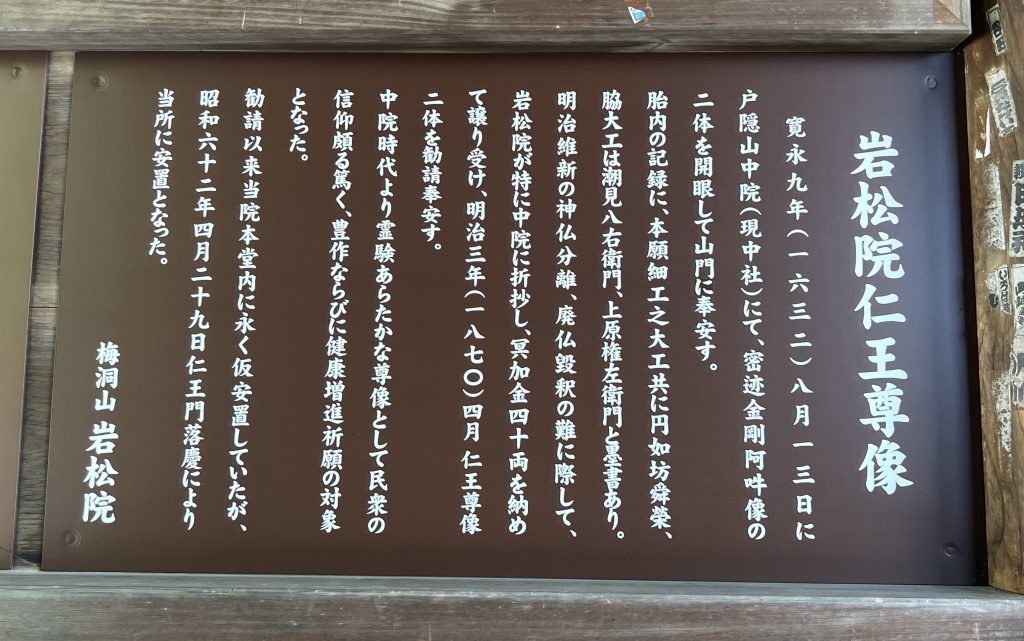 岩松院仁王尊像
寛永九年（一六三二）八月一三日に
戸隠山中院（現中社）にて、密迹金剛阿吽像の
二体を開眼して山門に奉安す。
胎内の記録に、本願細工之大工共に円如坊舜榮、
脇大工は潮見八右衛門、上原権左衛門と墨書あり。
明治維新の神仏分離、廃仏毀釈の難に際して、
岩松院が特に中院に折抄し、冥加金四十両を納め
て譲り受け、明治三年（一八七〇）四月 仁王尊像
二体を勧請奉安す。
中院時代より霊験あらたかな尊像として民衆の
信仰頗る篤く、豊作ならびに健康増進祈願の対象
となった。
勧請以来当院本堂内に永く仮安置していたが、
昭和六十二年四月二十九日仁王門落慶により
当所に安置となった。
梅洞山 岩松院